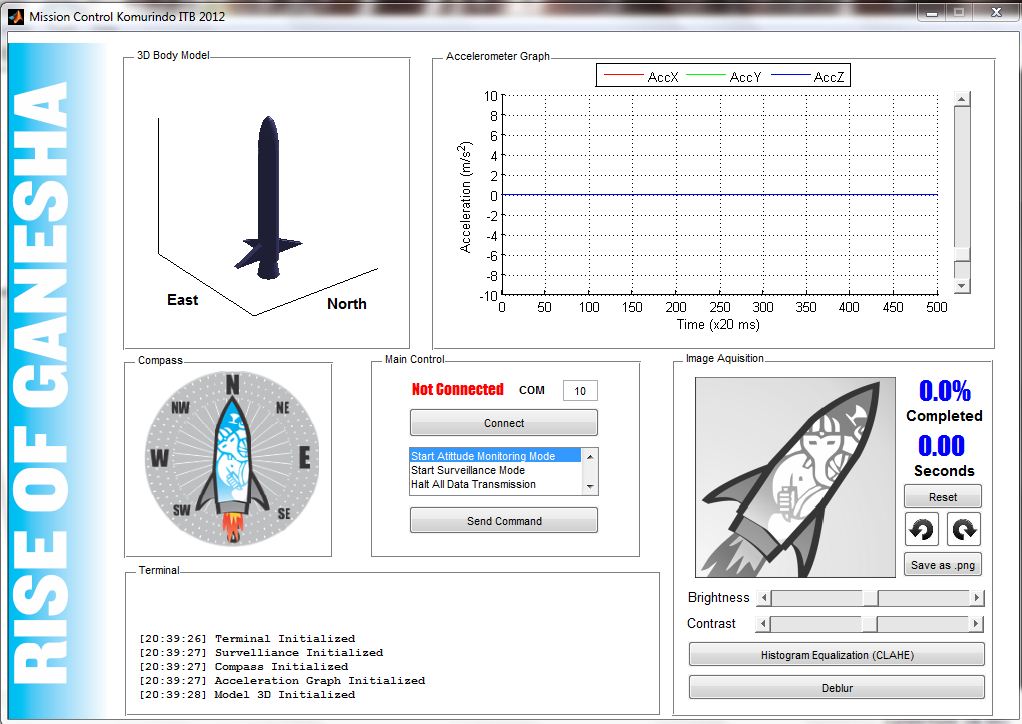 Mission Control Komurindo ITB 2012
RISE OF GANESHA
3D Body Model
East
North
Accelerometer Graph
AccX AccY AccZ
Acceleration (m/s²)
10
8
6
4
2
0
-2
-4
-6
-8
-10
0 50 100 150 200 250 300 350 400 450 500
Time (x20 ms)
Compass
N
NW NE
W E
SW SE
Main Control
Not Connected COM 10
Connect
Start Atittude Monitoring Mode
Start Surveillance Mode
Halt All Data Transmission
Send Command
Image Aquisition
0.0%
Completed
0.00
Seconds
Reset
Save as .png
Brightness
Contrast
Histogram Equalization (CLAHE)
Deblur
Terminal
[20:39:26] Terminal Initialized
[20:39:27] Survelliance Initialized
[20:39:27] Compass Initialized
[20:39:27] Acceleration Graph Initialized
[20:39:28] Model 3D Initialized